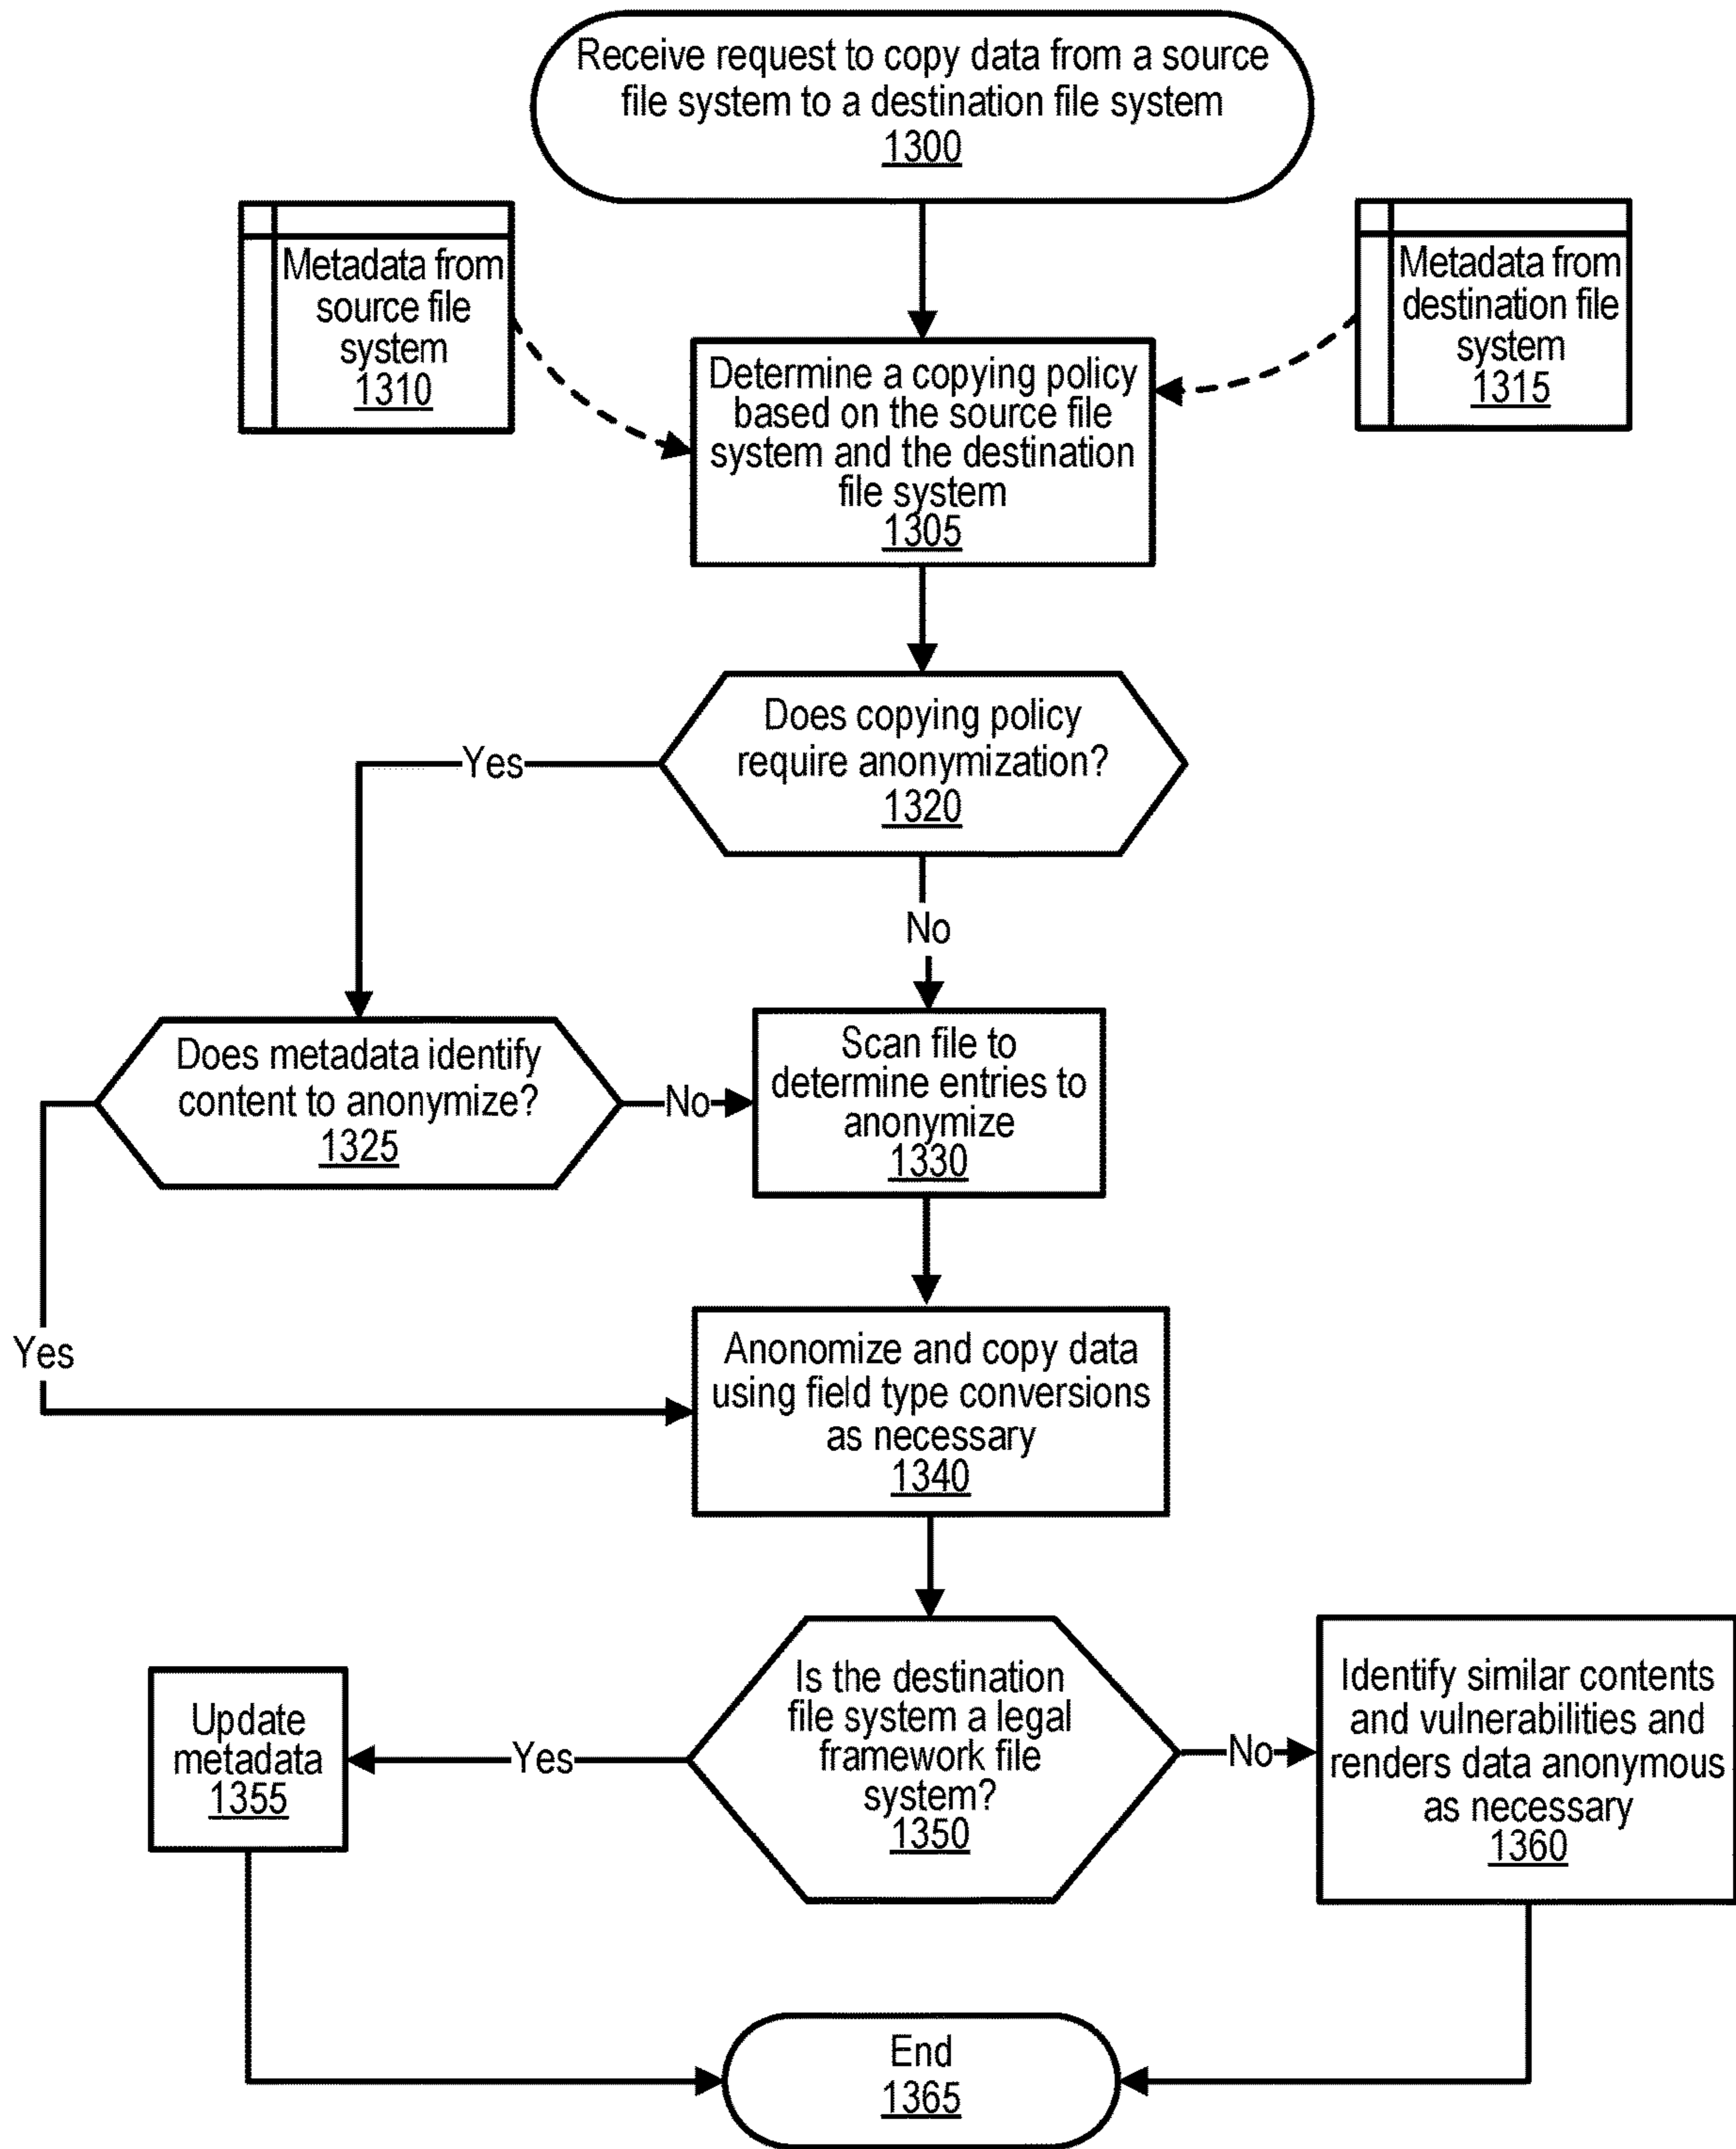 Receive request to copy data from a source
file system to a destination file system
1300
Metadata from
source file
system
1310
Metadata from
destination file
system
1315
Determine a copying policy
based on the source file
system and the destination
file system
1305
Does copying policy
require anonymization?
1320
Yes
No
Does metadata identify
content to anonymize?
1325
No
Scan file to
determine entries to
anonymize
1330
Yes
Anonomize and copy data
using field type conversions
as necessary
1340
Is the destination
file system a legal
framework file
system?
1350
Yes
Update
metadata
1355
No
Identify similar contents
and vulnerabilities and
renders data anonymous
as necessary
1360
End
1365